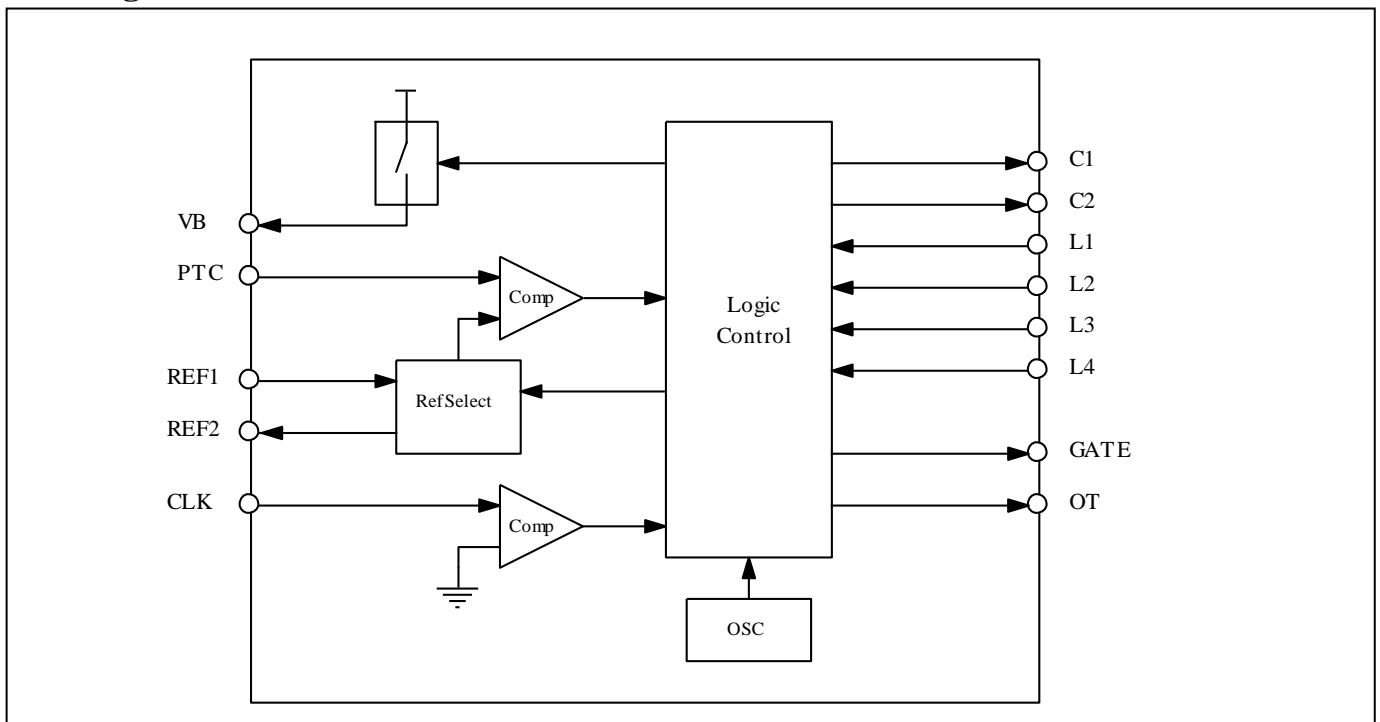 VB
PTC
REF1
REF2
CLK
Comp
RefSelect
Comp
Logic
Control
OSC
C1
C2
L1
L2
L3
L4
GATE
OT